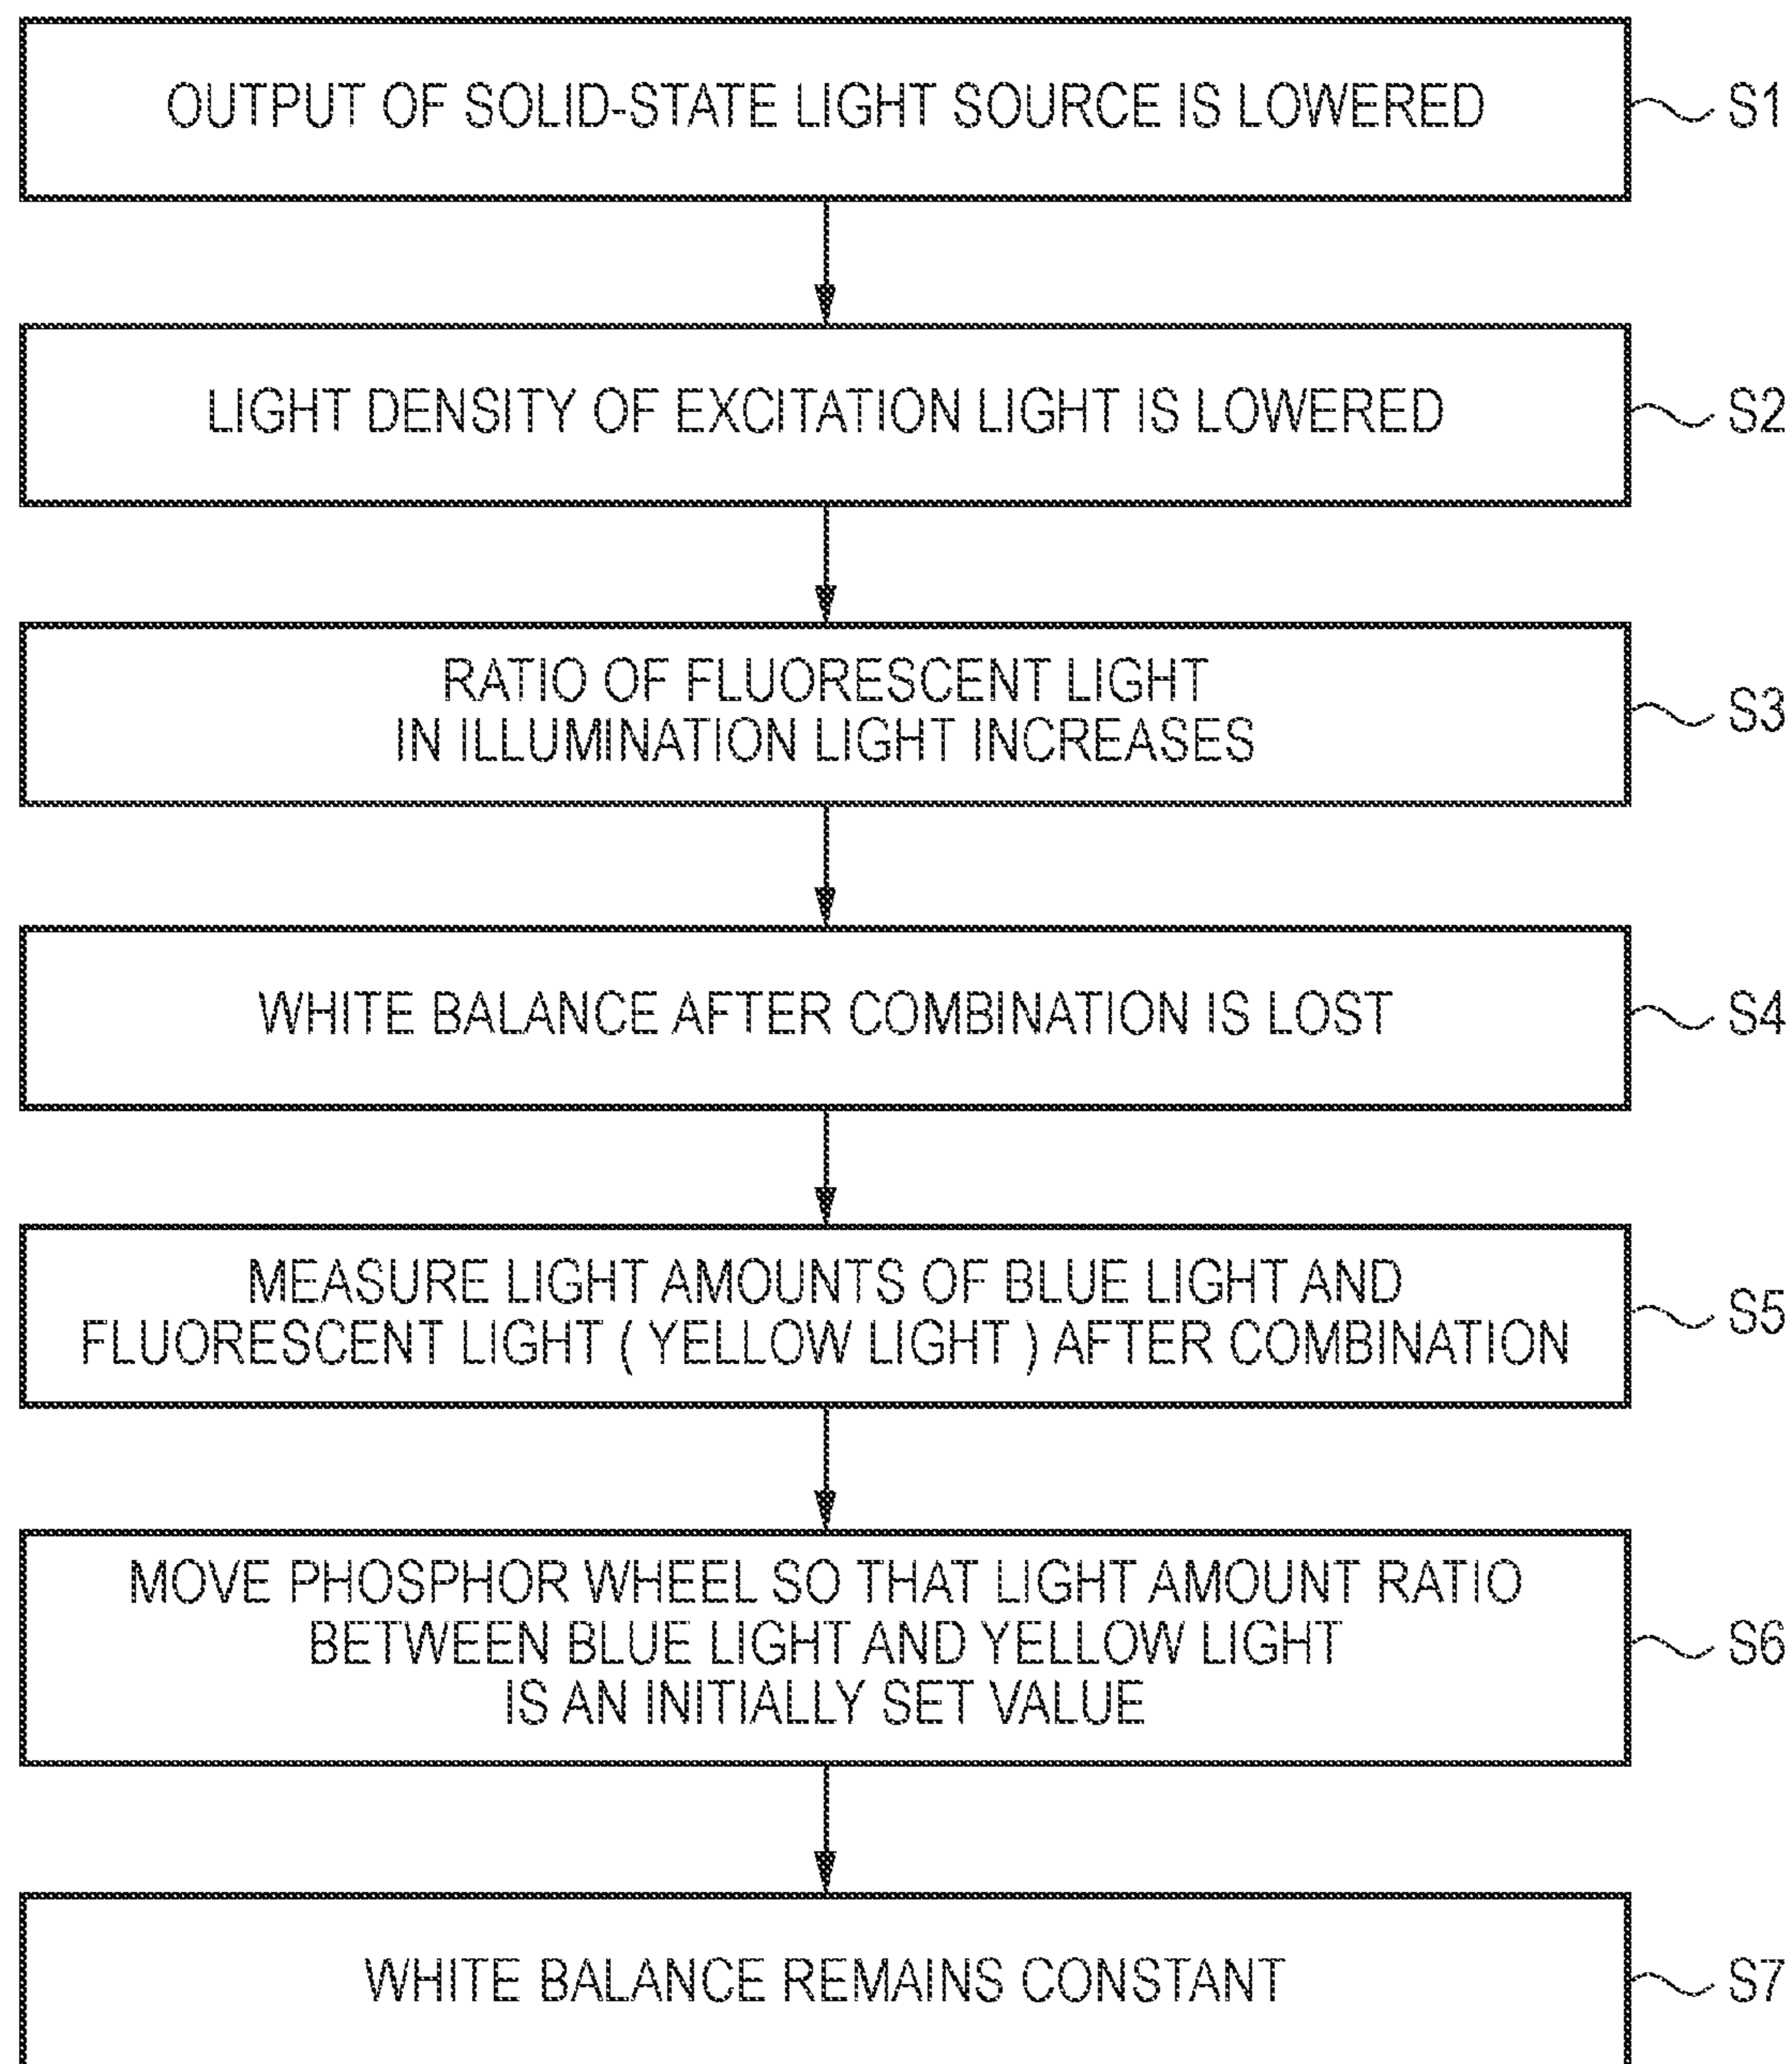 OUTPUT OF SOLID-STATE LIGHT SOURCE IS LOWERED
S1
LIGHT DENSITY OF EXCITATION LIGHT IS LOWERED
S2
RATIO OF FLUORESCENT LIGHT
IN ILLUMINATION LIGHT INCREASES
S3
WHITE BALANCE AFTER COMBINATION IS LOST
S4
MEASURE LIGHT AMOUNTS OF BLUE LIGHT AND
FLUORESCENT LIGHT ( YELLOW LIGHT ) AFTER COMBINATION
S5
MOVE PHOSPHOR WHEEL SO THAT LIGHT AMOUNT RATIO
BETWEEN BLUE LIGHT AND YELLOW LIGHT
IS AN INITIALLY SET VALUE
S6
WHITE BALANCE REMAINS CONSTANT
S7